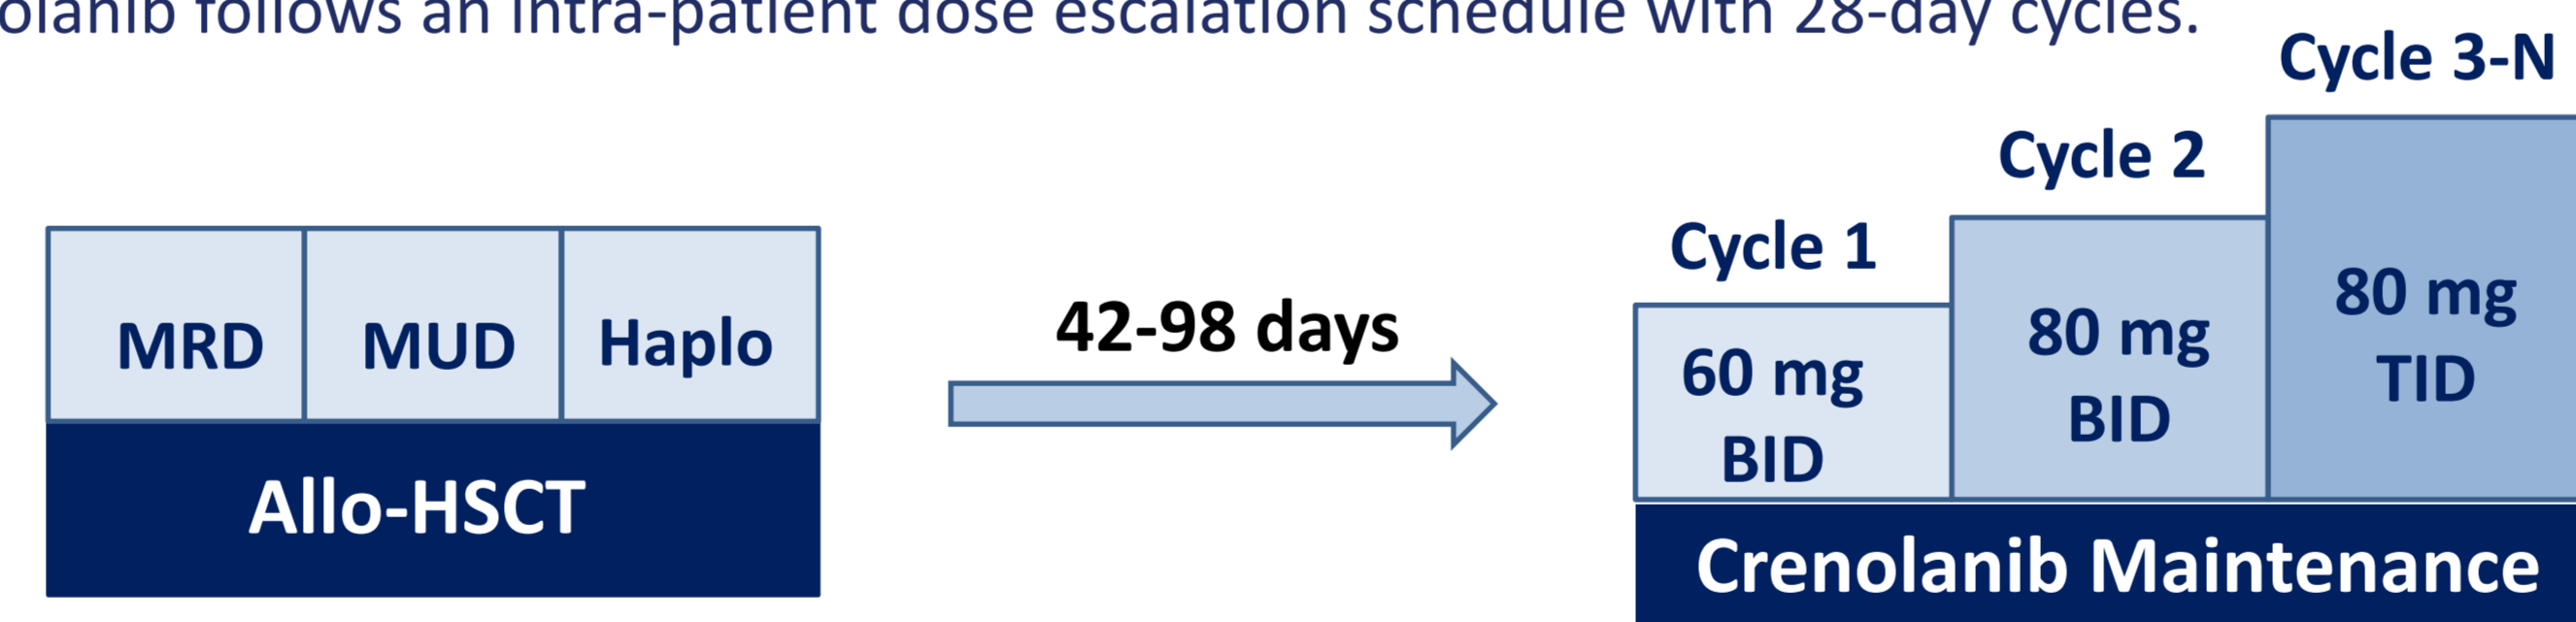 olanib follows an intra-patient dose escalation schedule with 28-day cycles.
MRD
MUD
Haplo
Allo-HSCT
42-98 days
Cycle 1
60 mg
BID
Cycle 2
80 mg
BID
Cycle 3-N
80 mg
TID
Crenolanib Maintenance